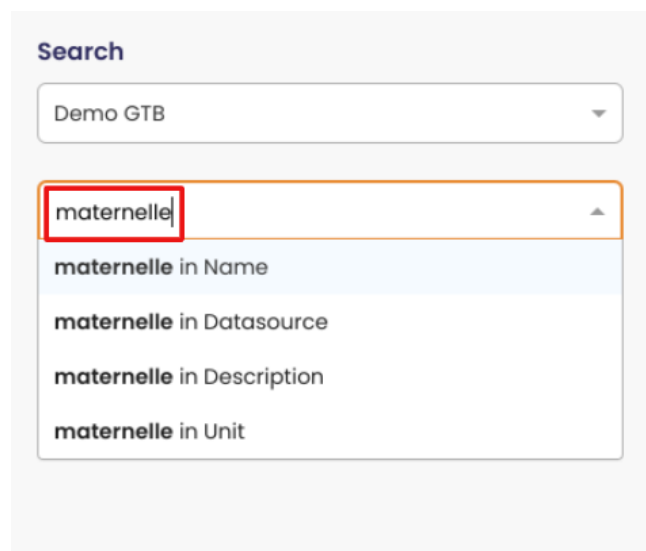 Search
Demo GTB
maternelle
maternelle in Name
maternelle in Datasource
maternelle in Description
maternelle in Unit